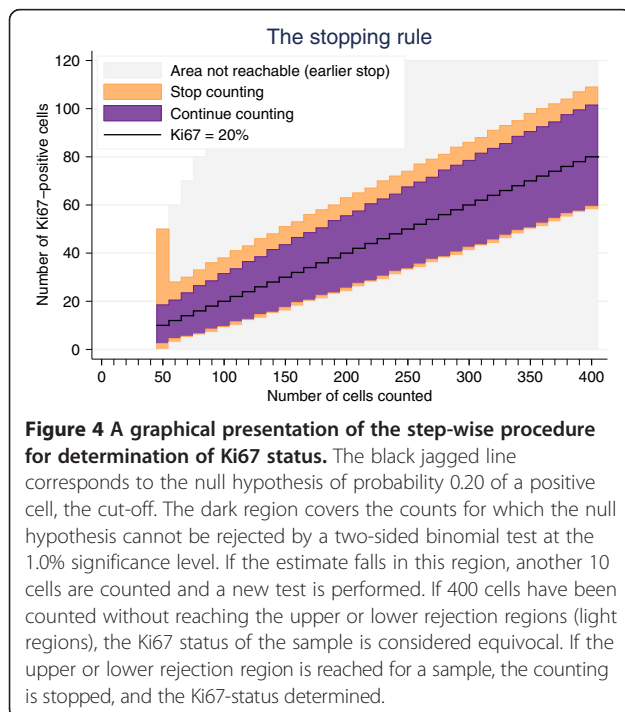 The stopping rule
120
100
80
60
40
20
0
Number of Ki67–positive cells
Area not reachable (earlier stop)
Stop counting
Continue counting
Ki67 = 20%
0 50 100 150 200 250 300 350 400
Number of cells counted
Figure 4 A graphical presentation of the step-wise procedure
for determination of Ki67 status. The black jagged line
corresponds to the null hypothesis of probability 0.20 of a positive
cell, the cut-off. The dark region covers the counts for which the null
hypothesis cannot be rejected by a two-sided binomial test at the
1.0% significance level. If the estimate falls in this region, another 10
cells are counted and a new test is performed. If 400 cells have been
counted without reaching the upper or lower rejection regions (light
regions), the Ki67 status of the sample is considered equivocal. If the
upper or lower rejection region is reached for a sample, the counting
is stopped, and the Ki67-status determined.